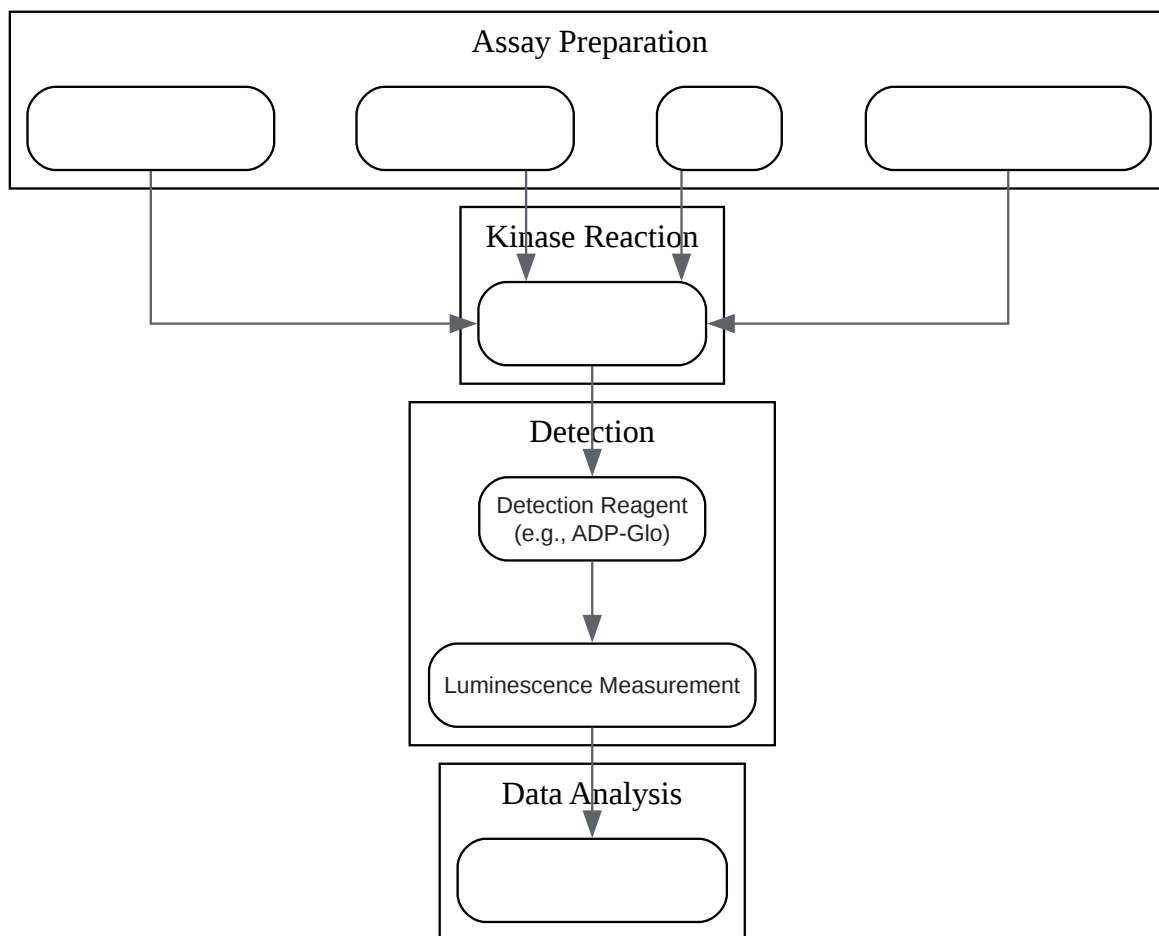 Assay Preparation
Kinase Reaction
Detection
Detection Reagent
(e.g., ADP-Glo)
Luminescence Measurement
Data Analysis